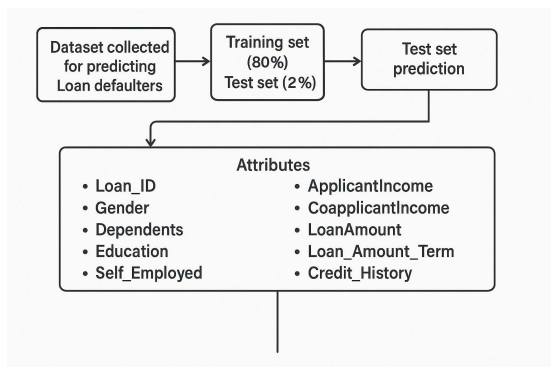 Dataset collected
for predicting
Loan defaulters
Training set
(80%)
Test set (2%)
Test set
prediction
Attributes
• Loan_ID
• Gender
• Dependents
• Education
• Self_Employed
• ApplicantIncome
• CoapplicantIncome
• LoanAmount
• Loan_Amount_Term
• Credit_History